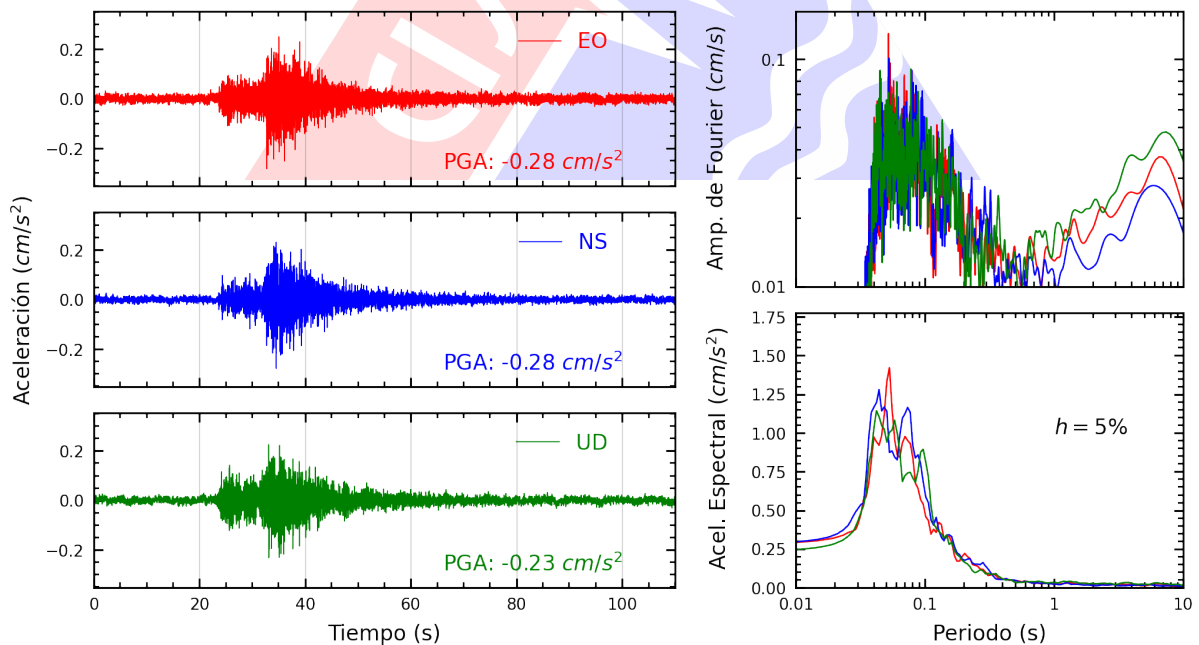 Aceleración (cm/s²)
0.2
0.0
−0.2
EO
PGA: -0.28 cm/s²
0.2
0.0
−0.2
NS
PGA: -0.28 cm/s²
0.2
0.0
−0.2
UD
PGA: -0.23 cm/s²
0 20 40 60 80 100
Tiempo (s)
Amp. de Fourier (cm/s)
0.1
0.01
Acel. Espectral (cm/s²)
1.75
1.50
1.25
1.00
0.75
0.50
0.25
0.00
h = 5%
0.01 0.1 1 10
Periodo (s)